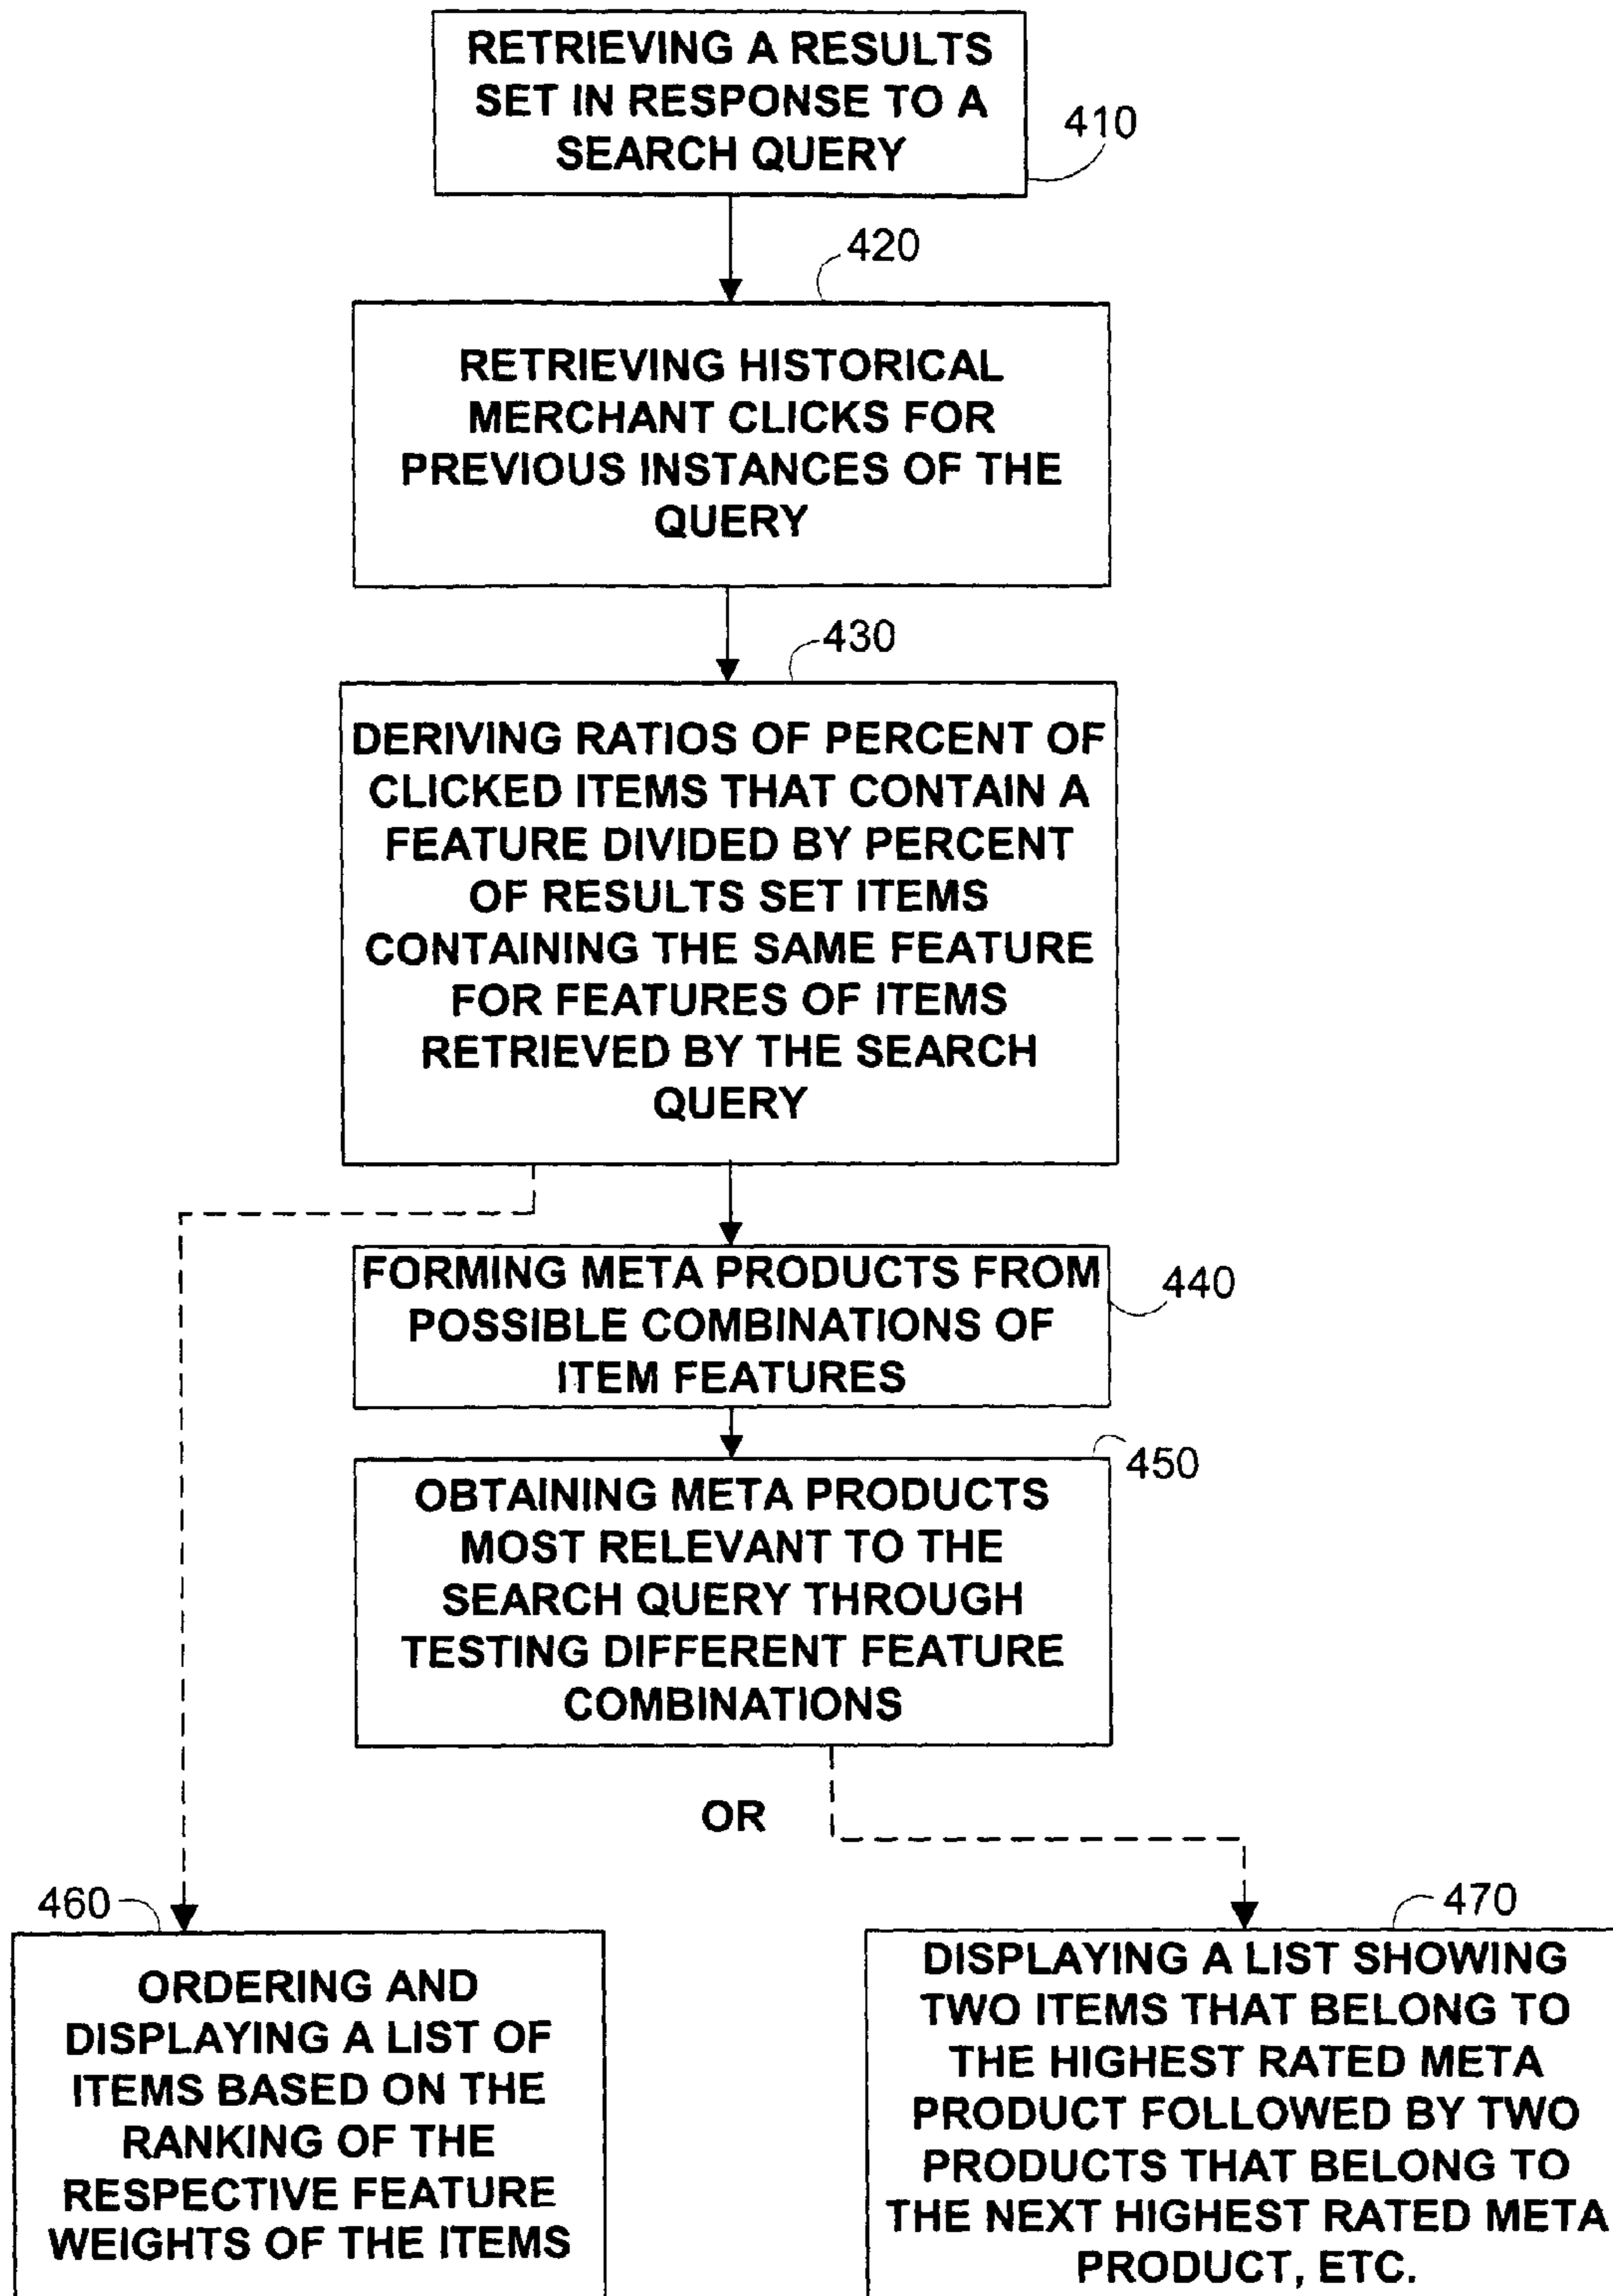 RETRIEVING A RESULTS
SET IN RESPONSE TO A
SEARCH QUERY
410
420
RETRIEVING HISTORICAL
MERCHANT CLICKS FOR
PREVIOUS INSTANCES OF THE
QUERY
430
DERIVING RATIOS OF PERCENT OF
CLICKED ITEMS THAT CONTAIN A
FEATURE DIVIDED BY PERCENT
OF RESULTS SET ITEMS
CONTAINING THE SAME FEATURE
FOR FEATURES OF ITEMS
RETRIEVED BY THE SEARCH
QUERY
FORMING META PRODUCTS FROM
POSSIBLE COMBINATIONS OF
ITEM FEATURES
440
450
OBTAINING META PRODUCTS
MOST RELEVANT TO THE
SEARCH QUERY THROUGH
TESTING DIFFERENT FEATURE
COMBINATIONS
OR
460
ORDERING AND
DISPLAYING A LIST OF
ITEMS BASED ON THE
RANKING OF THE
RESPECTIVE FEATURE
WEIGHTS OF THE ITEMS
470
DISPLAYING A LIST SHOWING
TWO ITEMS THAT BELONG TO
THE HIGHEST RATED META
PRODUCT FOLLOWED BY TWO
PRODUCTS THAT BELONG TO
THE NEXT HIGHEST RATED META
PRODUCT, ETC.